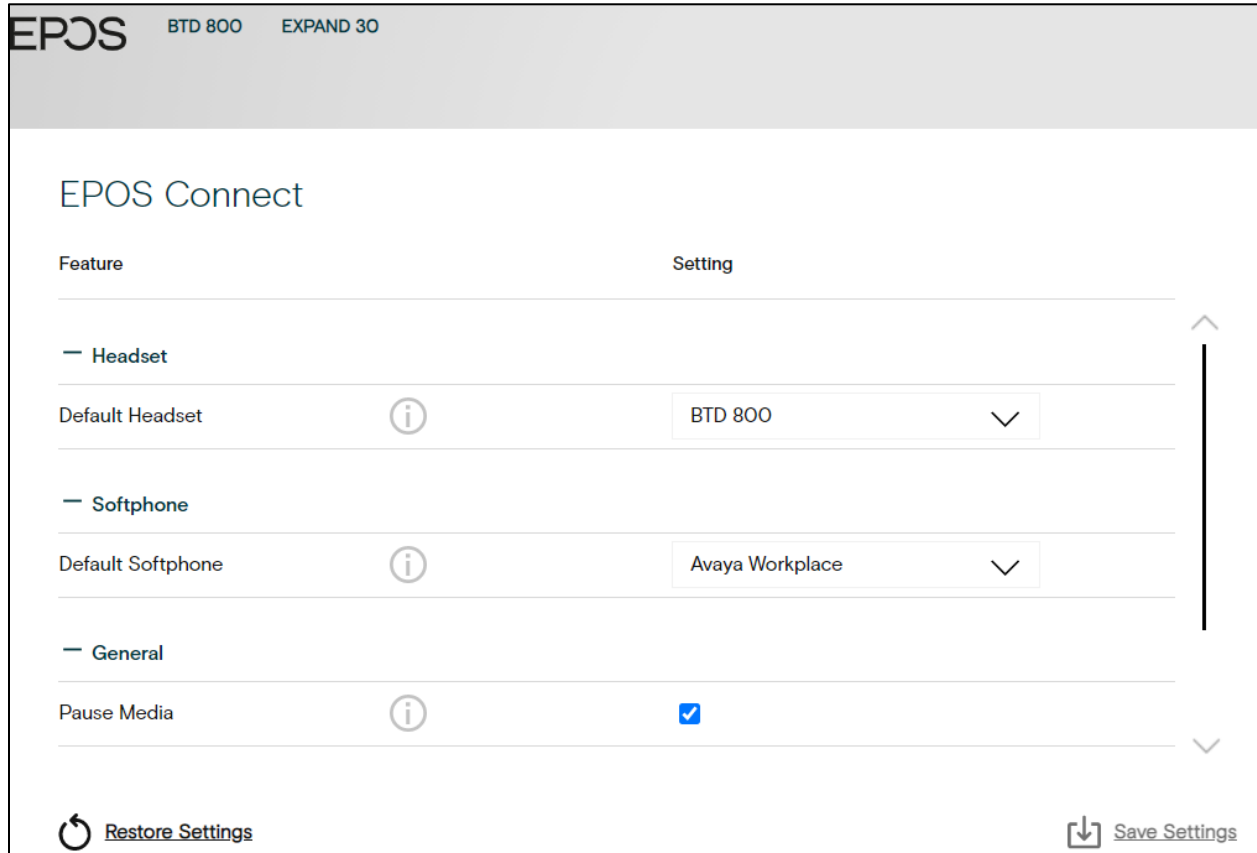 EPOS BTD 800 EXPAND 30
EPOS Connect
Feature Setting
Headset
Default Headset BTD 800
Softphone
Default Softphone Avaya Workplace
General
Pause Media
Restore Settings Save Settings